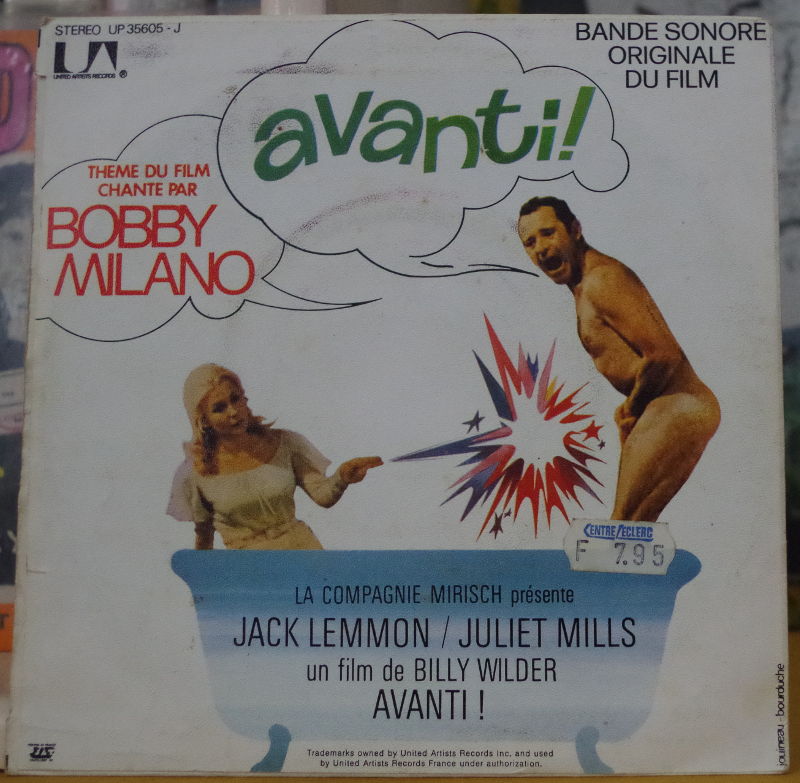 STEREO UP 35605 - J
UNITED ARTISTS RECORDS ®
BANDE SONORE
ORIGINALE
DU FILM
avanti!
THEME DU FILM
CHANTE PAR
BOBBY
MILANO
CENTRE LECLERC
F 7.95
LA COMPAGNIE MIRISCH présente
JACK LEMMON / JULIET MILLS
un film de BILLY WILDER
AVANTI !
Trademarks owned by United Artists Records Inc. and used
by United Artists Records France under authorization.
jouineau - bourduche